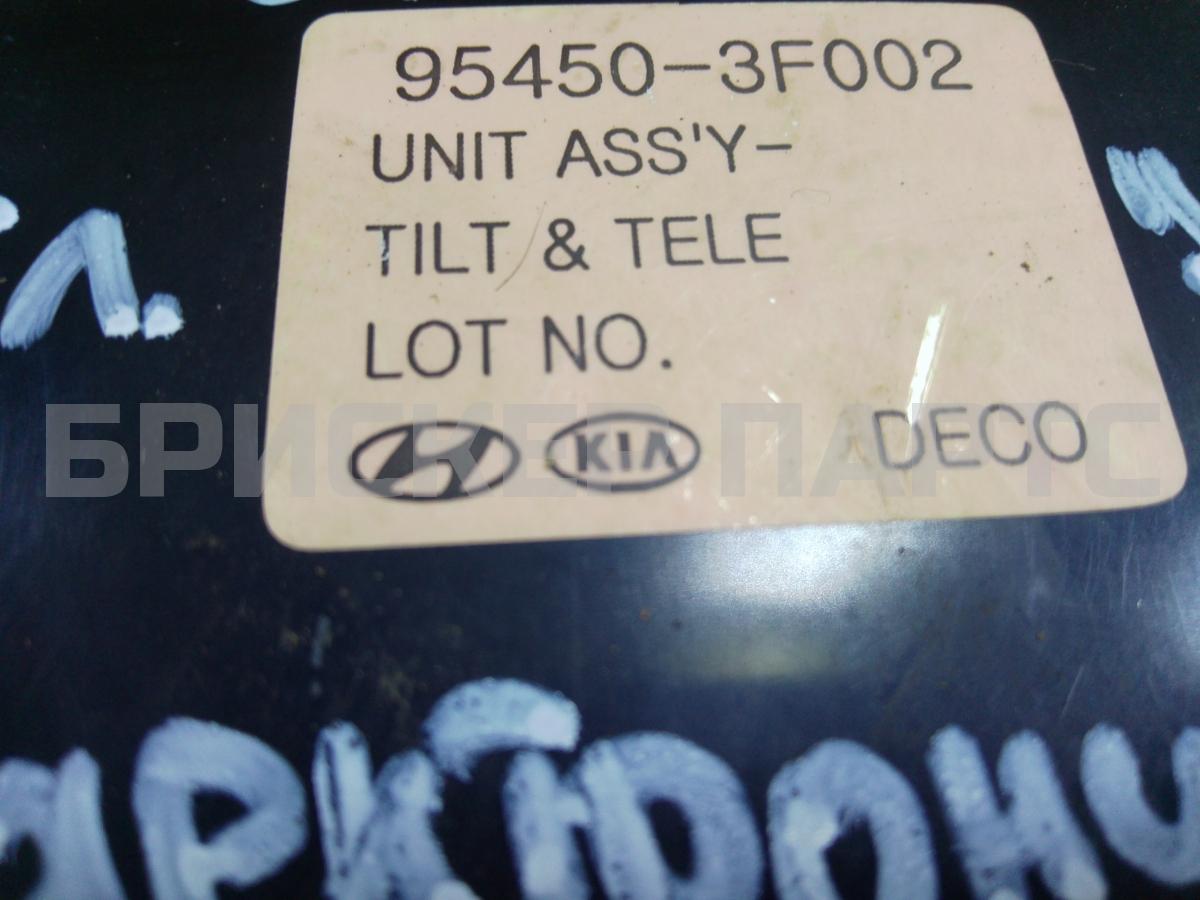 95450-3F002
UNIT ASS'Y-
TILT & TELE
LOT NO.
KIA DECO
БРИСКЕР ПАРТС